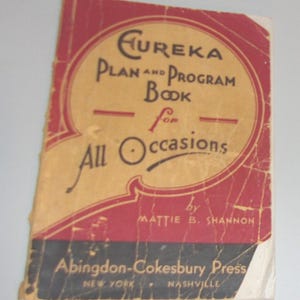 EUREKA
PLAN AND PROGRAM
BOOK
for
All Occasions
by
MATTIE B. SHANNON
Abingdon-Cokesbury Press
NEW YORK • NASHVILLE